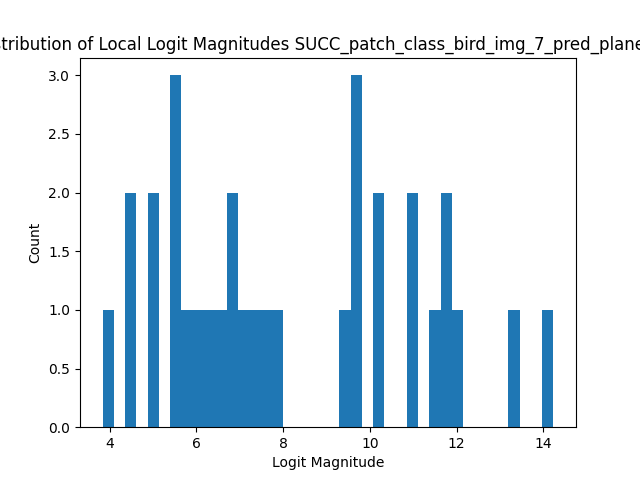 tribution of Local Logit Magnitudes SUCC_patch_class_bird_img_7_pred_plane
3.0
2.5
2.0
1.5
1.0
0.5
0.0
Count
4 6 8 10 12 14
Logit Magnitude